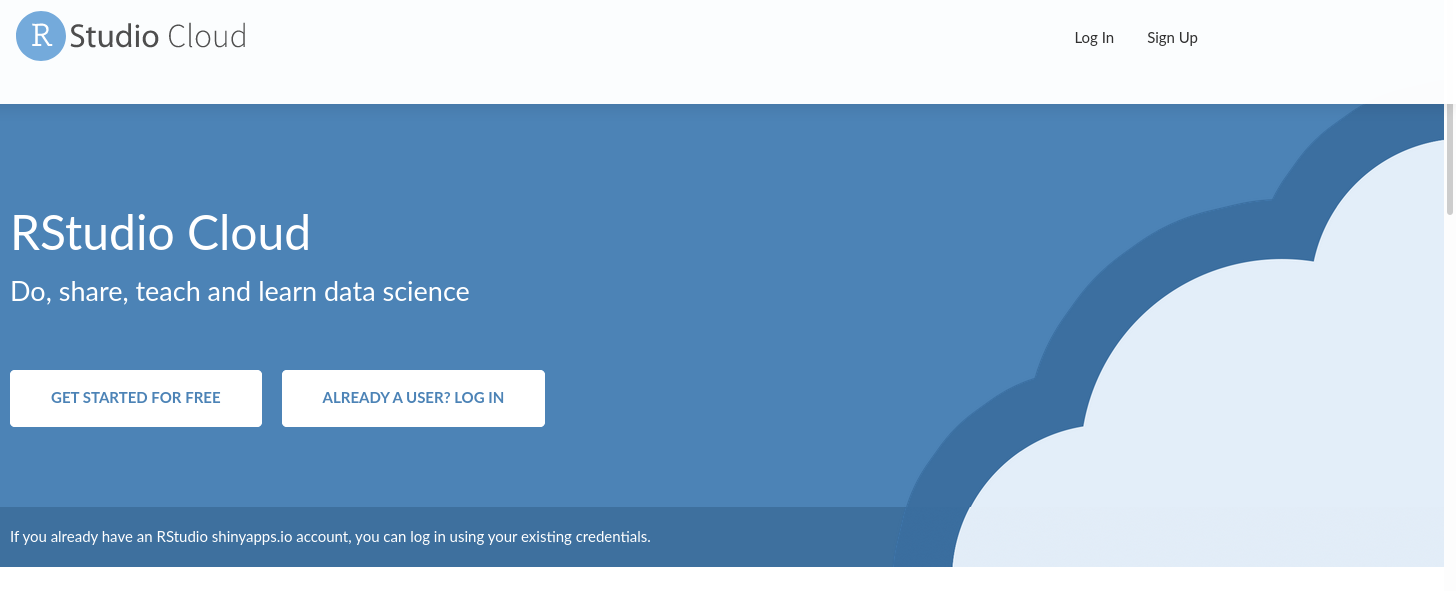 R Studio Cloud
Log In Sign Up
RStudio Cloud
Do, share, teach and learn data science
GET STARTED FOR FREE ALREADY A USER? LOG IN
If you already have an RStudio shinyapps.io account, you can log in using your existing credentials.